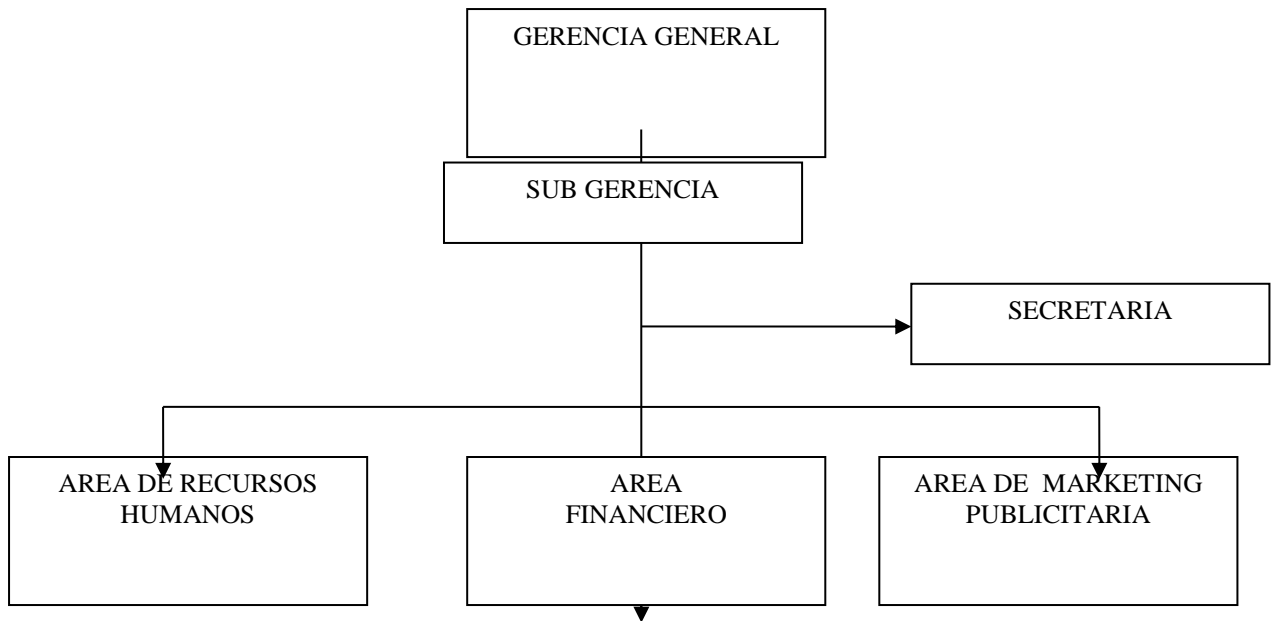 GERENCIA GENERAL
SUB GERENCIA
SECRETARIA
AREA DE RECURSOS
HUMANOS
AREA
FINANCIERO
AREA DE MARKETING
PUBLICITARIA